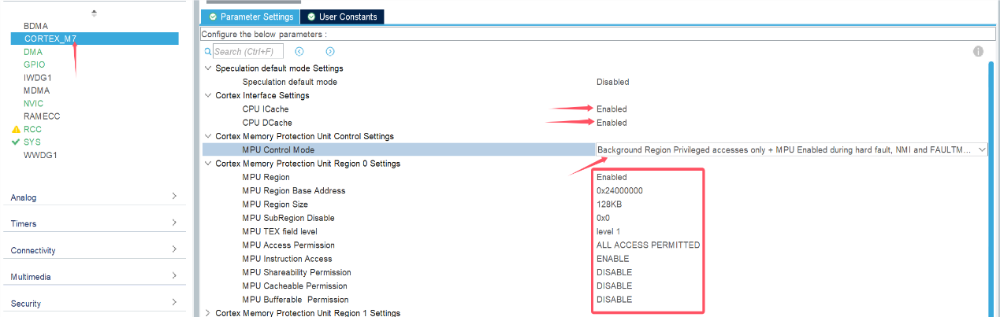 BDMA
CORTEX_M7
DMA
GPIO
IWDG1
MDMA
NVIC
RAMECC
RCC
SYS
WWDG1
Analog
Timers
Connectivity
Multimedia
Security
Parameter Settings User Constants
Configure the below parameters :
Search (Ctrl+F)
Speculation default mode Settings
Speculation default mode Disabled
Cortex Interface Settings
CPU ICache Enabled
CPU DCache Enabled
Cortex Memory Protection Unit Control Settings
MPU Control Mode Background Region Privileged accesses only + MPU Enabled during hard fault, NMI and FAULTM...
Cortex Memory Protection Unit Region 0 Settings
MPU Region Enabled
MPU Region Base Address 0x24000000
MPU Region Size 128KB
MPU SubRegion Disable 0x0
MPU TEX field level level 1
MPU Access Permission ALL ACCESS PERMITTED
MPU Instruction Access ENABLE
MPU Shareability Permission DISABLE
MPU Cacheable Permission DISABLE
MPU Bufferable Permission DISABLE
Cortex Memory Protection Unit Region 1 Settings